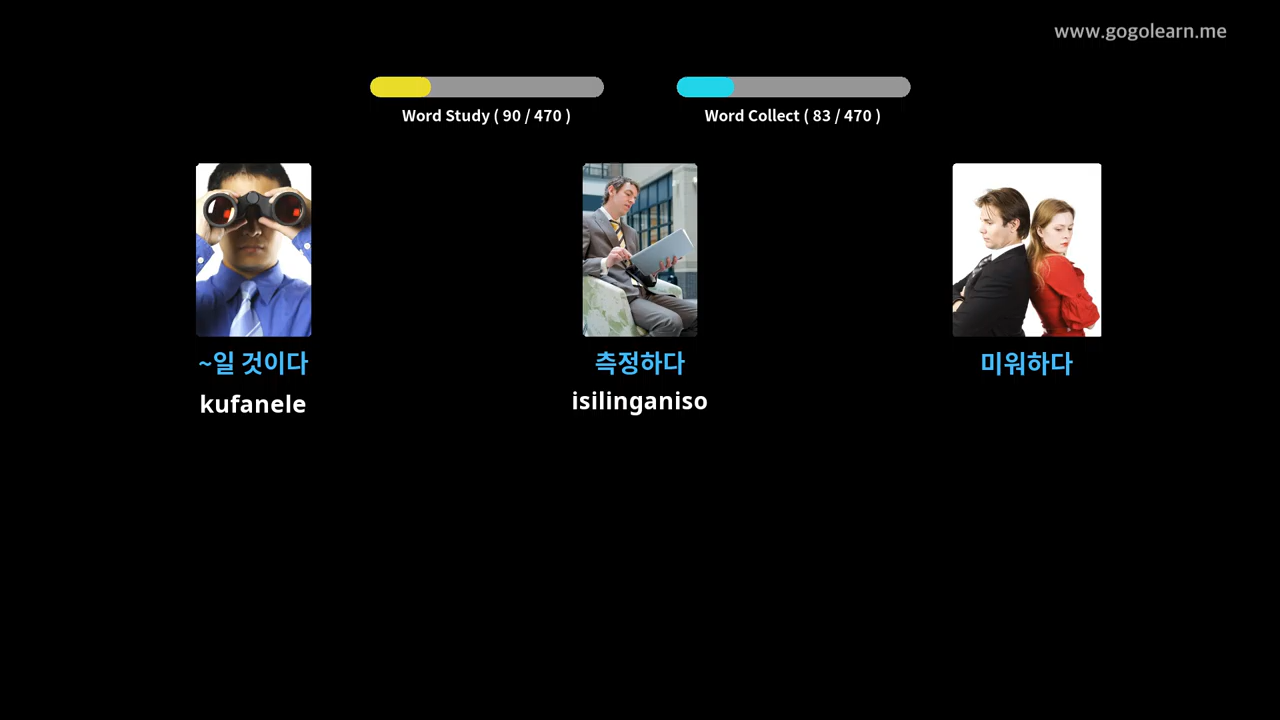 www.gogolearn.me
Word Study ( 90 / 470 )
Word Collect ( 83 / 470 )
~일 것이다
kufanele
측정하다
isilinganiso
미워하다